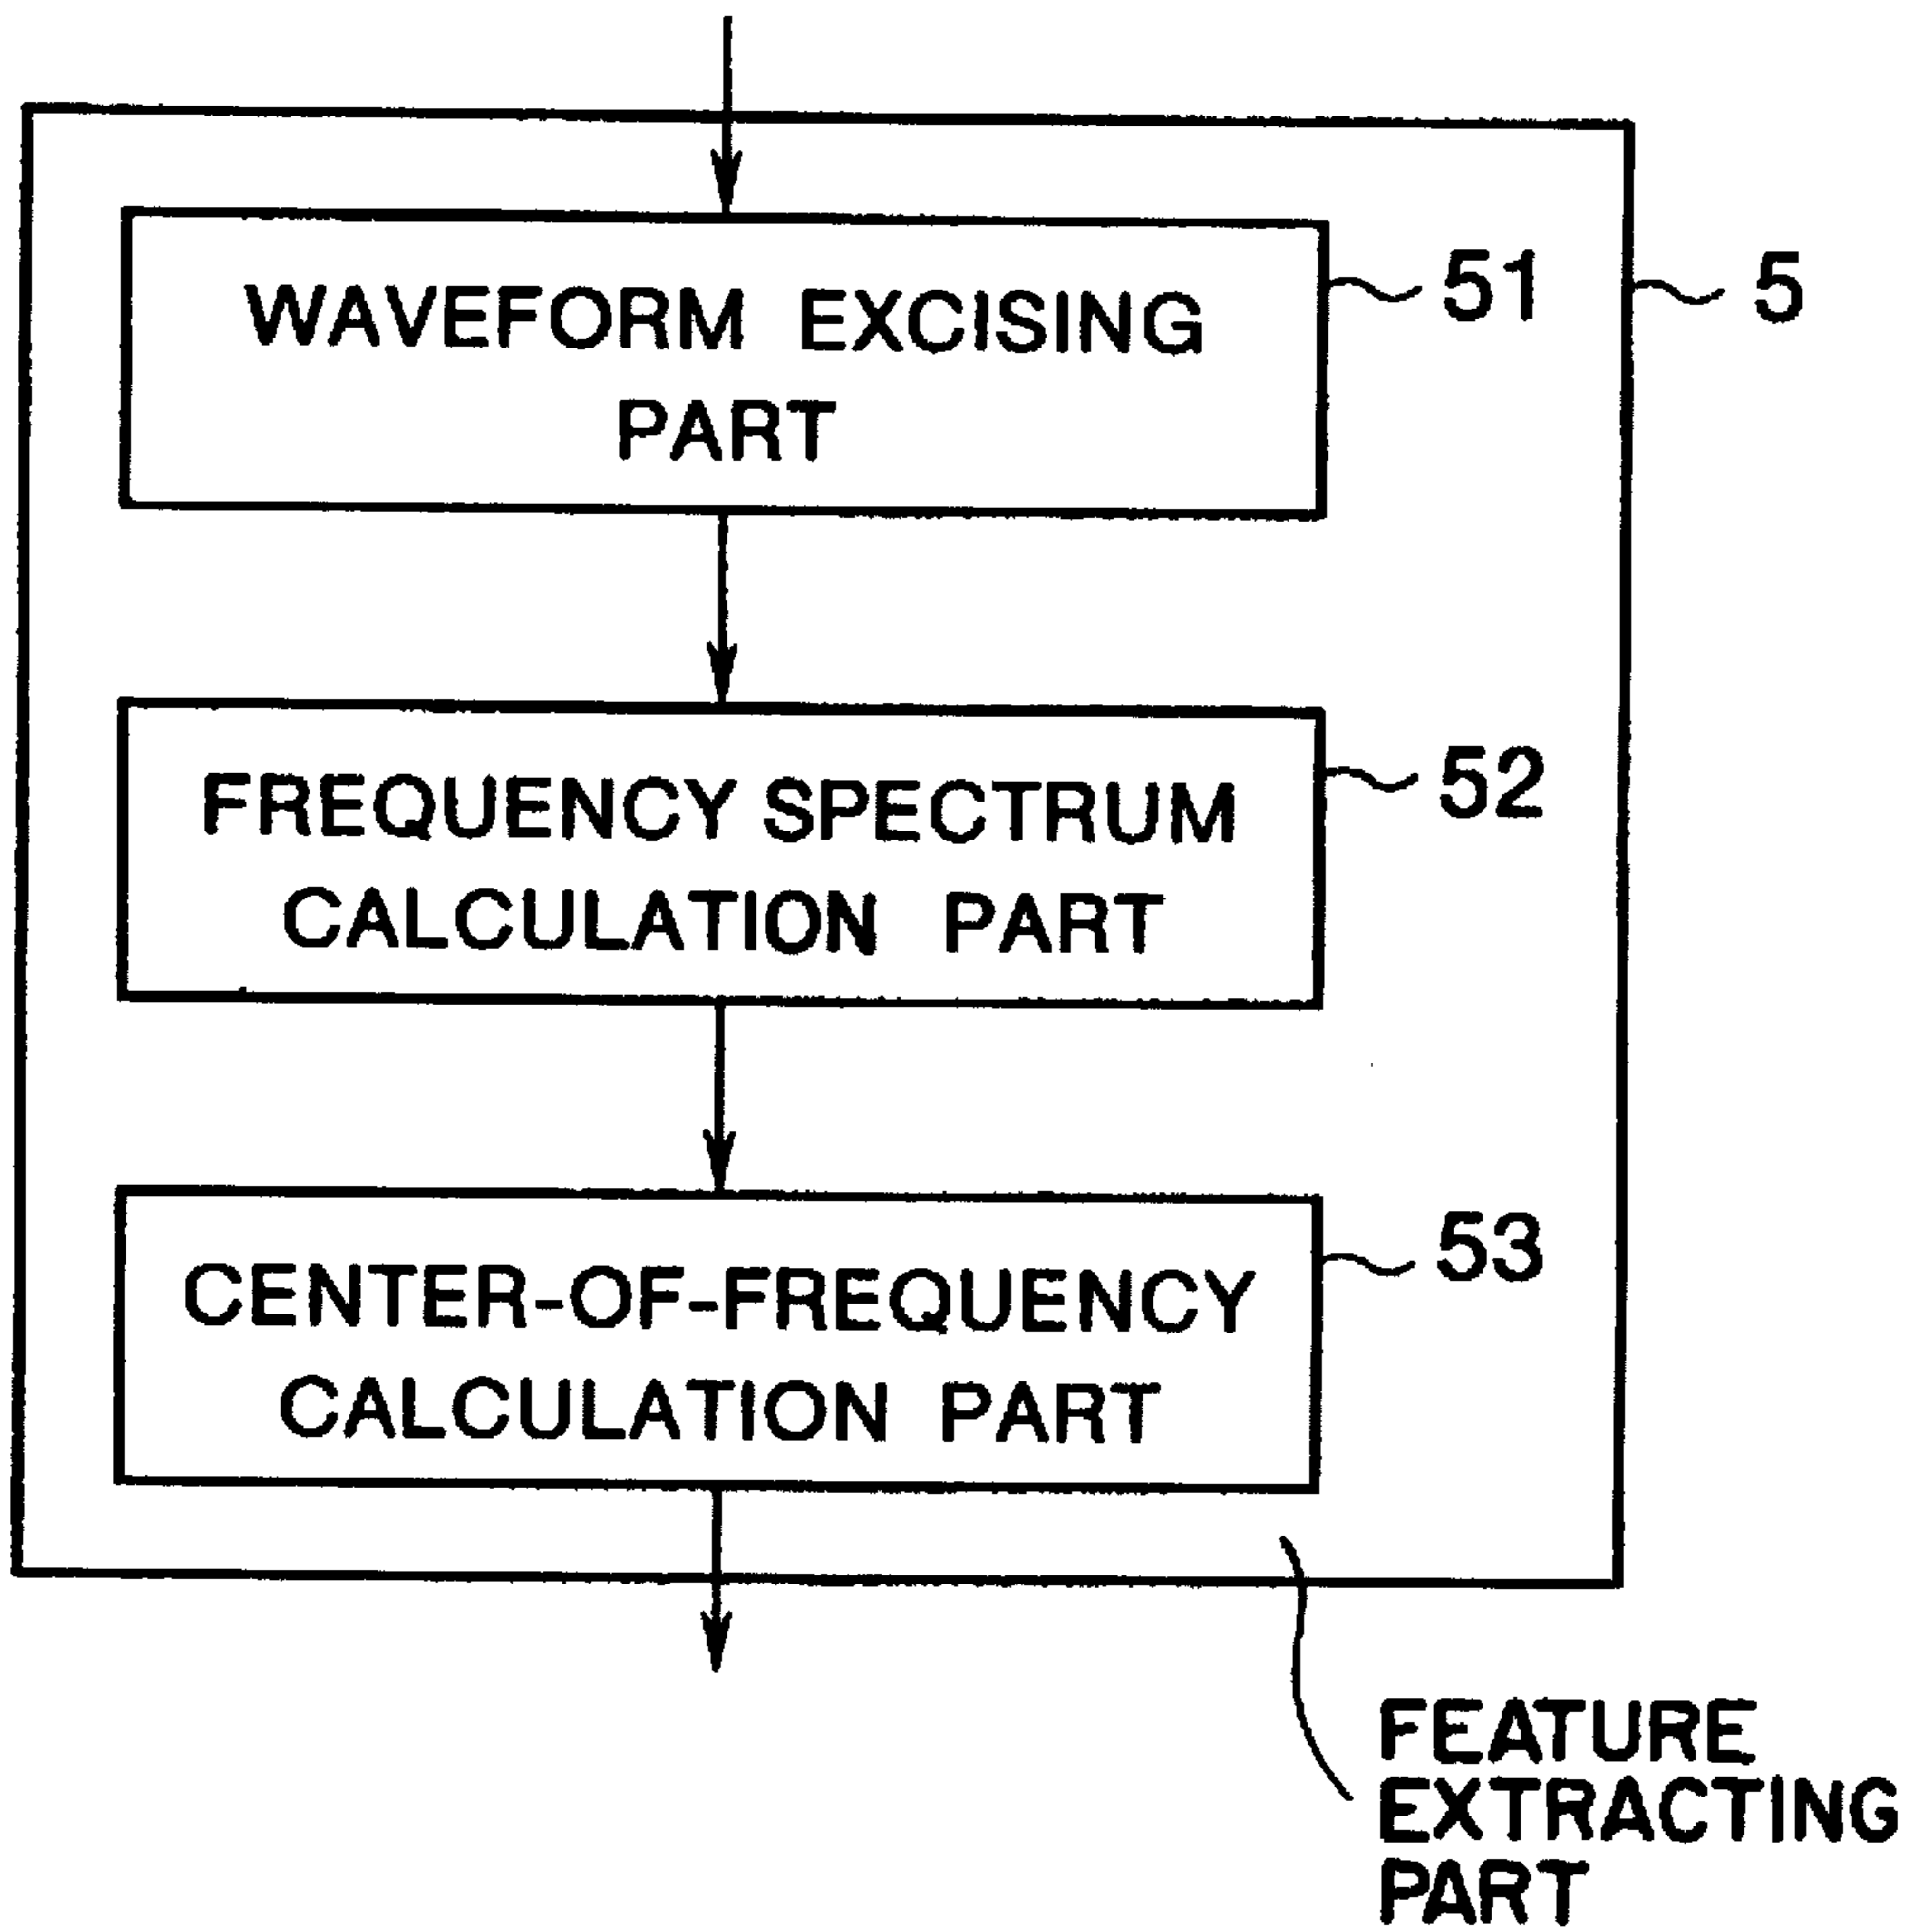 WAVEFORM EXCISING
PART
51
5
FREQUENCY SPECTRUM
CALCULATION PART
52
CENTER-OF-FREQUENCY
CALCULATION PART
53
FEATURE
EXTRACTING
PART